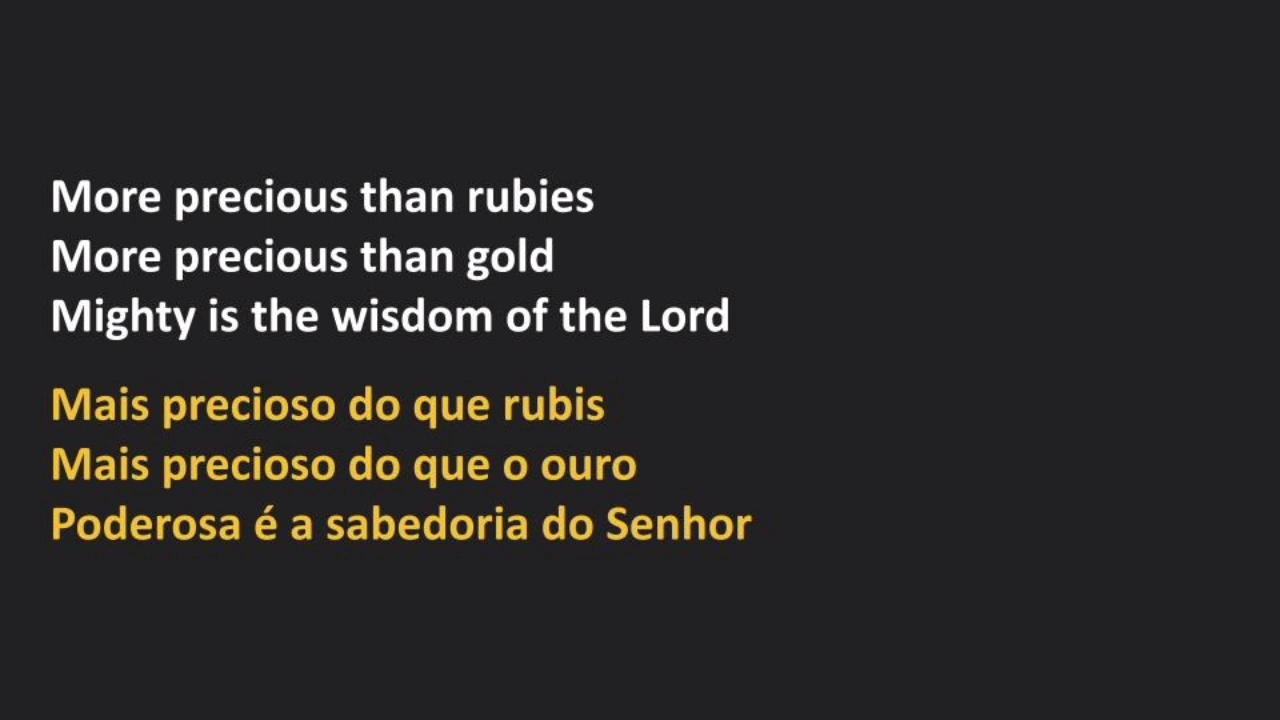 More precious than rubies
More precious than gold
Mighty is the wisdom of the Lord
Mais precioso do que rubis
Mais precioso do que o ouro
Poderosa é a sabedoria do Senhor